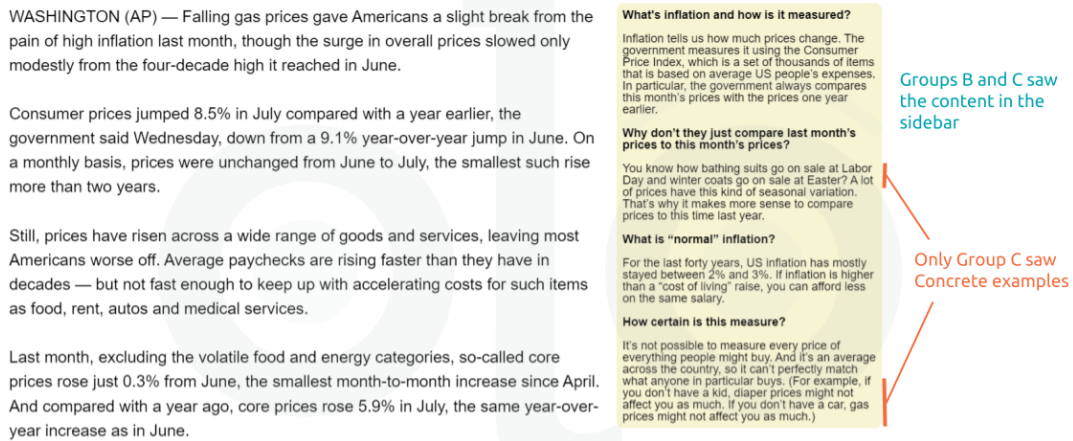 WASHINGTON (AP) — Falling gas prices gave Americans a slight break from the
pain of high inflation last month, though the surge in overall prices slowed only
modestly from the four-decade high it reached in June.
Consumer prices jumped 8.5% in July compared with a year earlier, the
government said Wednesday, down from a 9.1% year-over-year jump in June. On
a monthly basis, prices were unchanged from June to July, the smallest such rise
more than two years.
Still, prices have risen across a wide range of goods and services, leaving most
Americans worse off. Average paychecks are rising faster than they have in
decades — but not fast enough to keep up with accelerating costs for such items
as food, rent, autos and medical services.
Last month, excluding the volatile food and energy categories, so-called core
prices rose just 0.3% from June, the smallest month-to-month increase since April.
And compared with a year ago, core prices rose 5.9% in July, the same year-over-
year increase as in June.
What's inflation and how is it measured?
Inflation tells us how much prices change. The
government measures it using the Consumer
Price Index, which is a set of thousands of items
that is based on average US people's expenses.
In particular, the government always compares
this month's prices with the prices one year
earlier.
Why don't they just compare last month's
prices to this month's prices?
You know how bathing suits go on sale at Labor
Day and winter coats go on sale at Easter? A lot
of prices have this kind of seasonal variation.
That's why it makes more sense to compare
prices to this time last year.
What is “normal” inflation?
For the last forty years, US inflation has mostly
stayed between 2% and 3%. If inflation is higher
than a “cost of living” raise, you can afford less
on the same salary.
How certain is this measure?
It's not possible to measure every price of
everything people might buy. And it's an average
across the country, so it can't perfectly match
what anyone in particular buys. (For example, if
you don't have a kid, diaper prices might not
affect you as much. If you don't have a car, gas
prices might not affect you as much.)
Groups B and C saw
the content in the
sidebar
Only Group C saw
Concrete examples